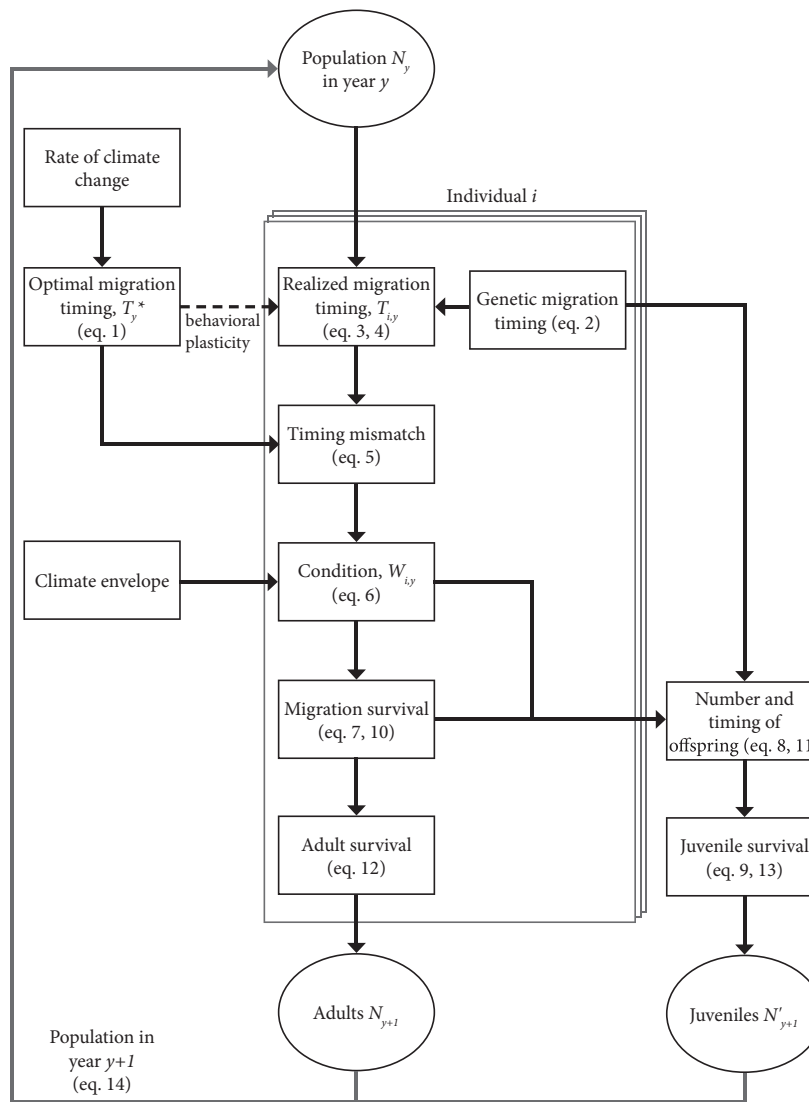 Population N_y
in year y
Rate of climate
change
Individual i
Optimal migration
timing, T_y*
(eq. 1)
behavioral
plasticity
Realized migration
timing, T_i,y
(eq. 3, 4)
Genetic migration
timing (eq. 2)
Timing mismatch
(eq. 5)
Climate envelope
Condition, W_i,y
(eq. 6)
Migration survival
(eq. 7, 10)
Number and
timing of
offspring (eq. 8, 11
Adult survival
(eq. 12)
Juvenile survival
(eq. 9, 13)
Adults N_y+1
Juveniles N'_y+1
Population in
year y+1
(eq. 14)